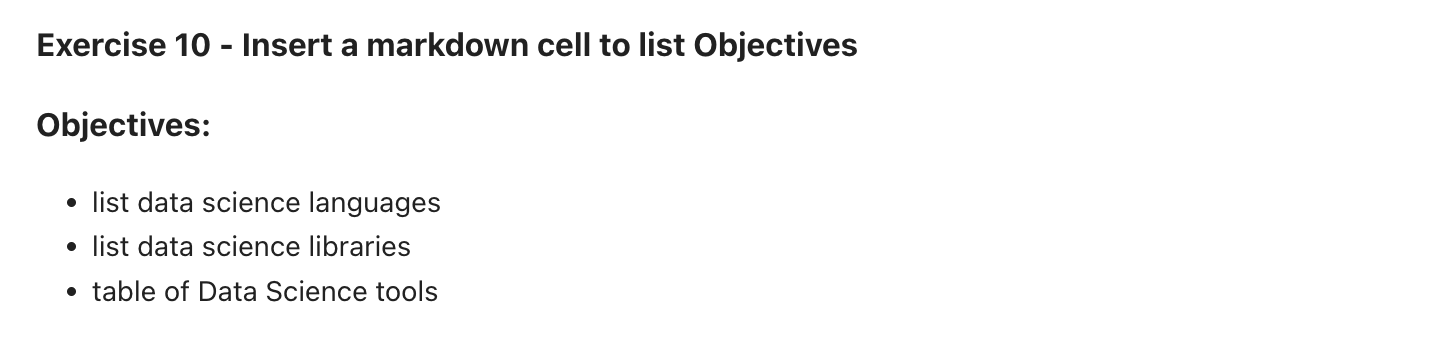 Exercise 10 - Insert a markdown cell to list Objectives
Objectives:
• list data science languages
• list data science libraries
• table of Data Science tools